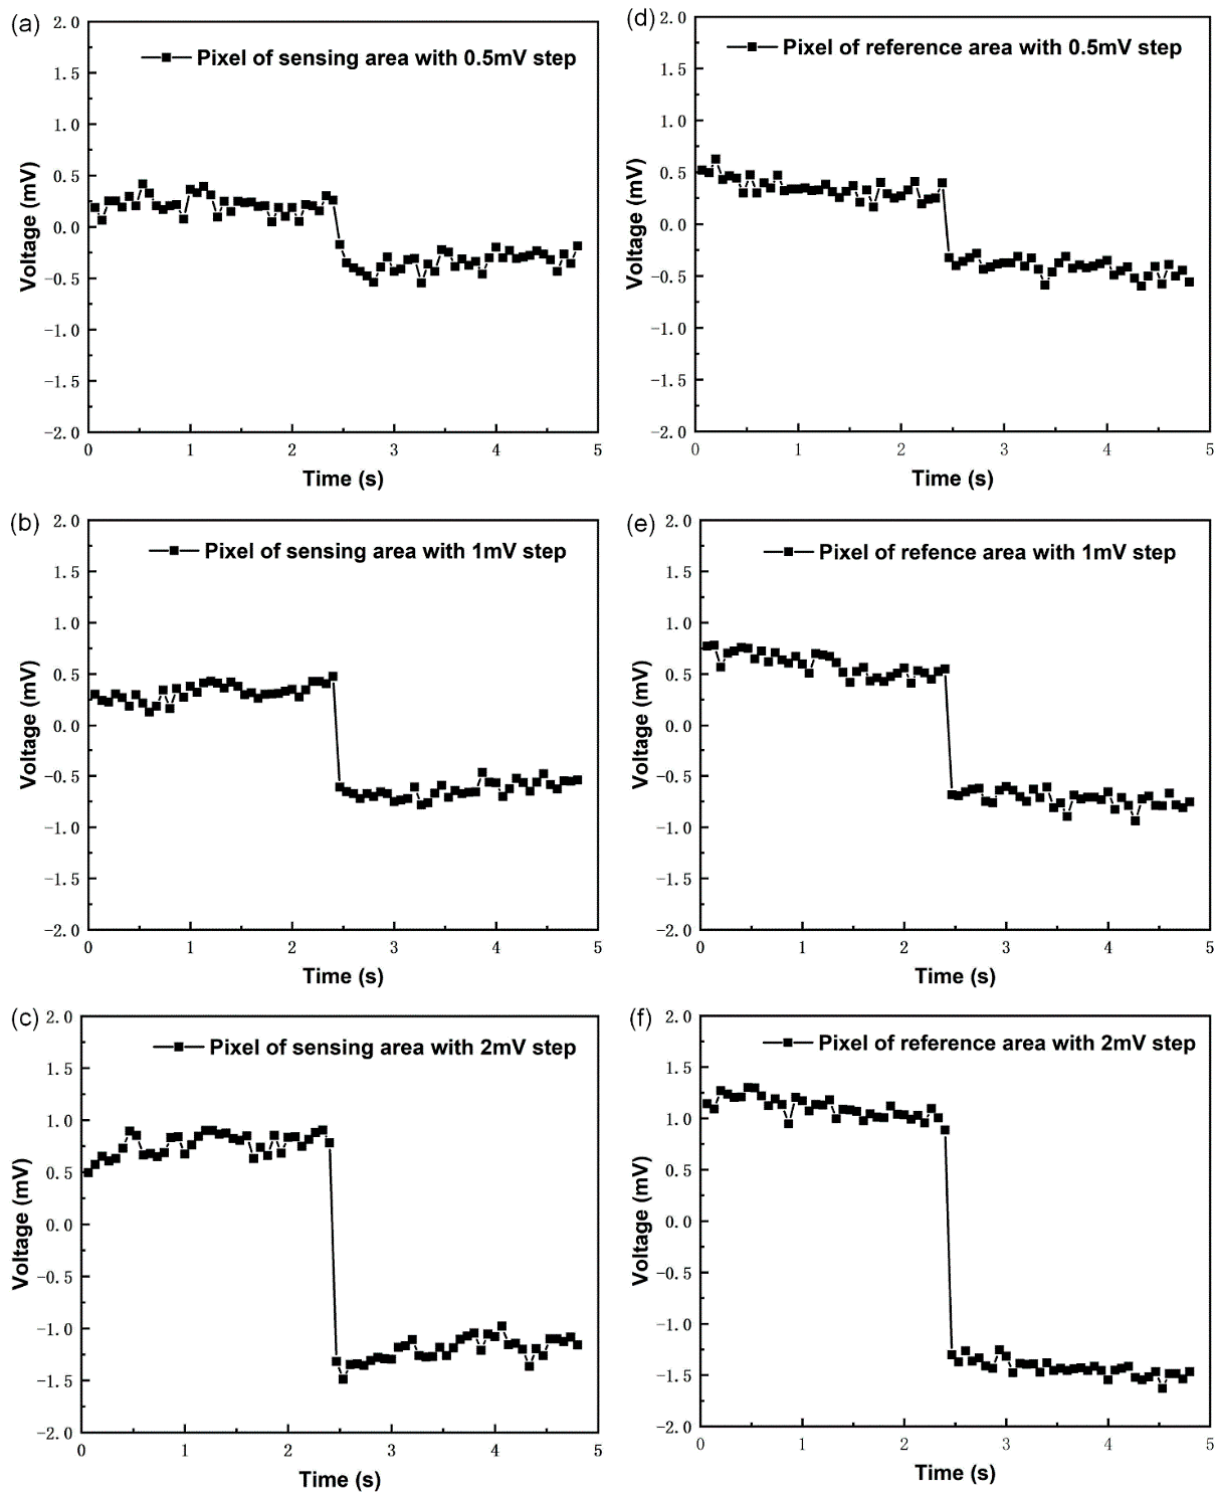 (a)
2.0
Pixel of sensing area with 0.5mV step
1.5
1.0
0.5
0.0
-0.5
-1.0
-1.5
-2.0
Voltage (mV)
0 1 2 3 4 5
Time (s)
(d)
2.0
Pixel of reference area with 0.5mV step
1.5
1.0
0.5
0.0
-0.5
-1.0
-1.5
-2.0
Voltage (mV)
0 1 2 3 4 5
Time (s)
(b)
2.0
Pixel of sensing area with 1mV step
1.5
1.0
0.5
0.0
-0.5
-1.0
-1.5
-2.0
Voltage (mV)
0 1 2 3 4 5
Time (s)
(e)
2.0
Pixel of refence area with 1mV step
1.5
1.0
0.5
0.0
-0.5
-1.0
-1.5
-2.0
Voltage (mV)
0 1 2 3 4 5
Time (s)
(c)
2.0
Pixel of sensing area with 2mV step
1.5
1.0
0.5
0.0
-0.5
-1.0
-1.5
-2.0
Voltage (mV)
0 1 2 3 4 5
Time (s)
(f)
2.0
Pixel of reference area with 2mV step
1.5
1.0
0.5
0.0
-0.5
-1.0
-1.5
-2.0
Voltage (mV)
0 1 2 3 4 5
Time (s)